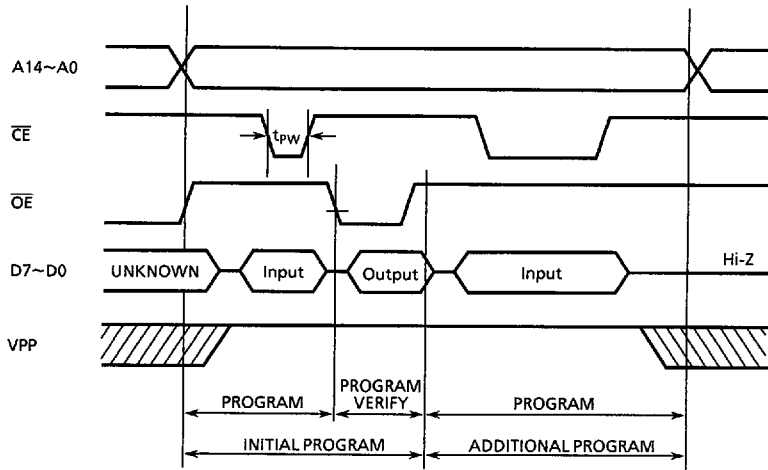 A14~A0
CE
tPW
OE
D7~D0
UNKNOWN
Input
Output
Input
Hi-Z
VPP
PROGRAM
PROGRAM
VERIFY
PROGRAM
INITIAL PROGRAM
ADDITIONAL PROGRAM